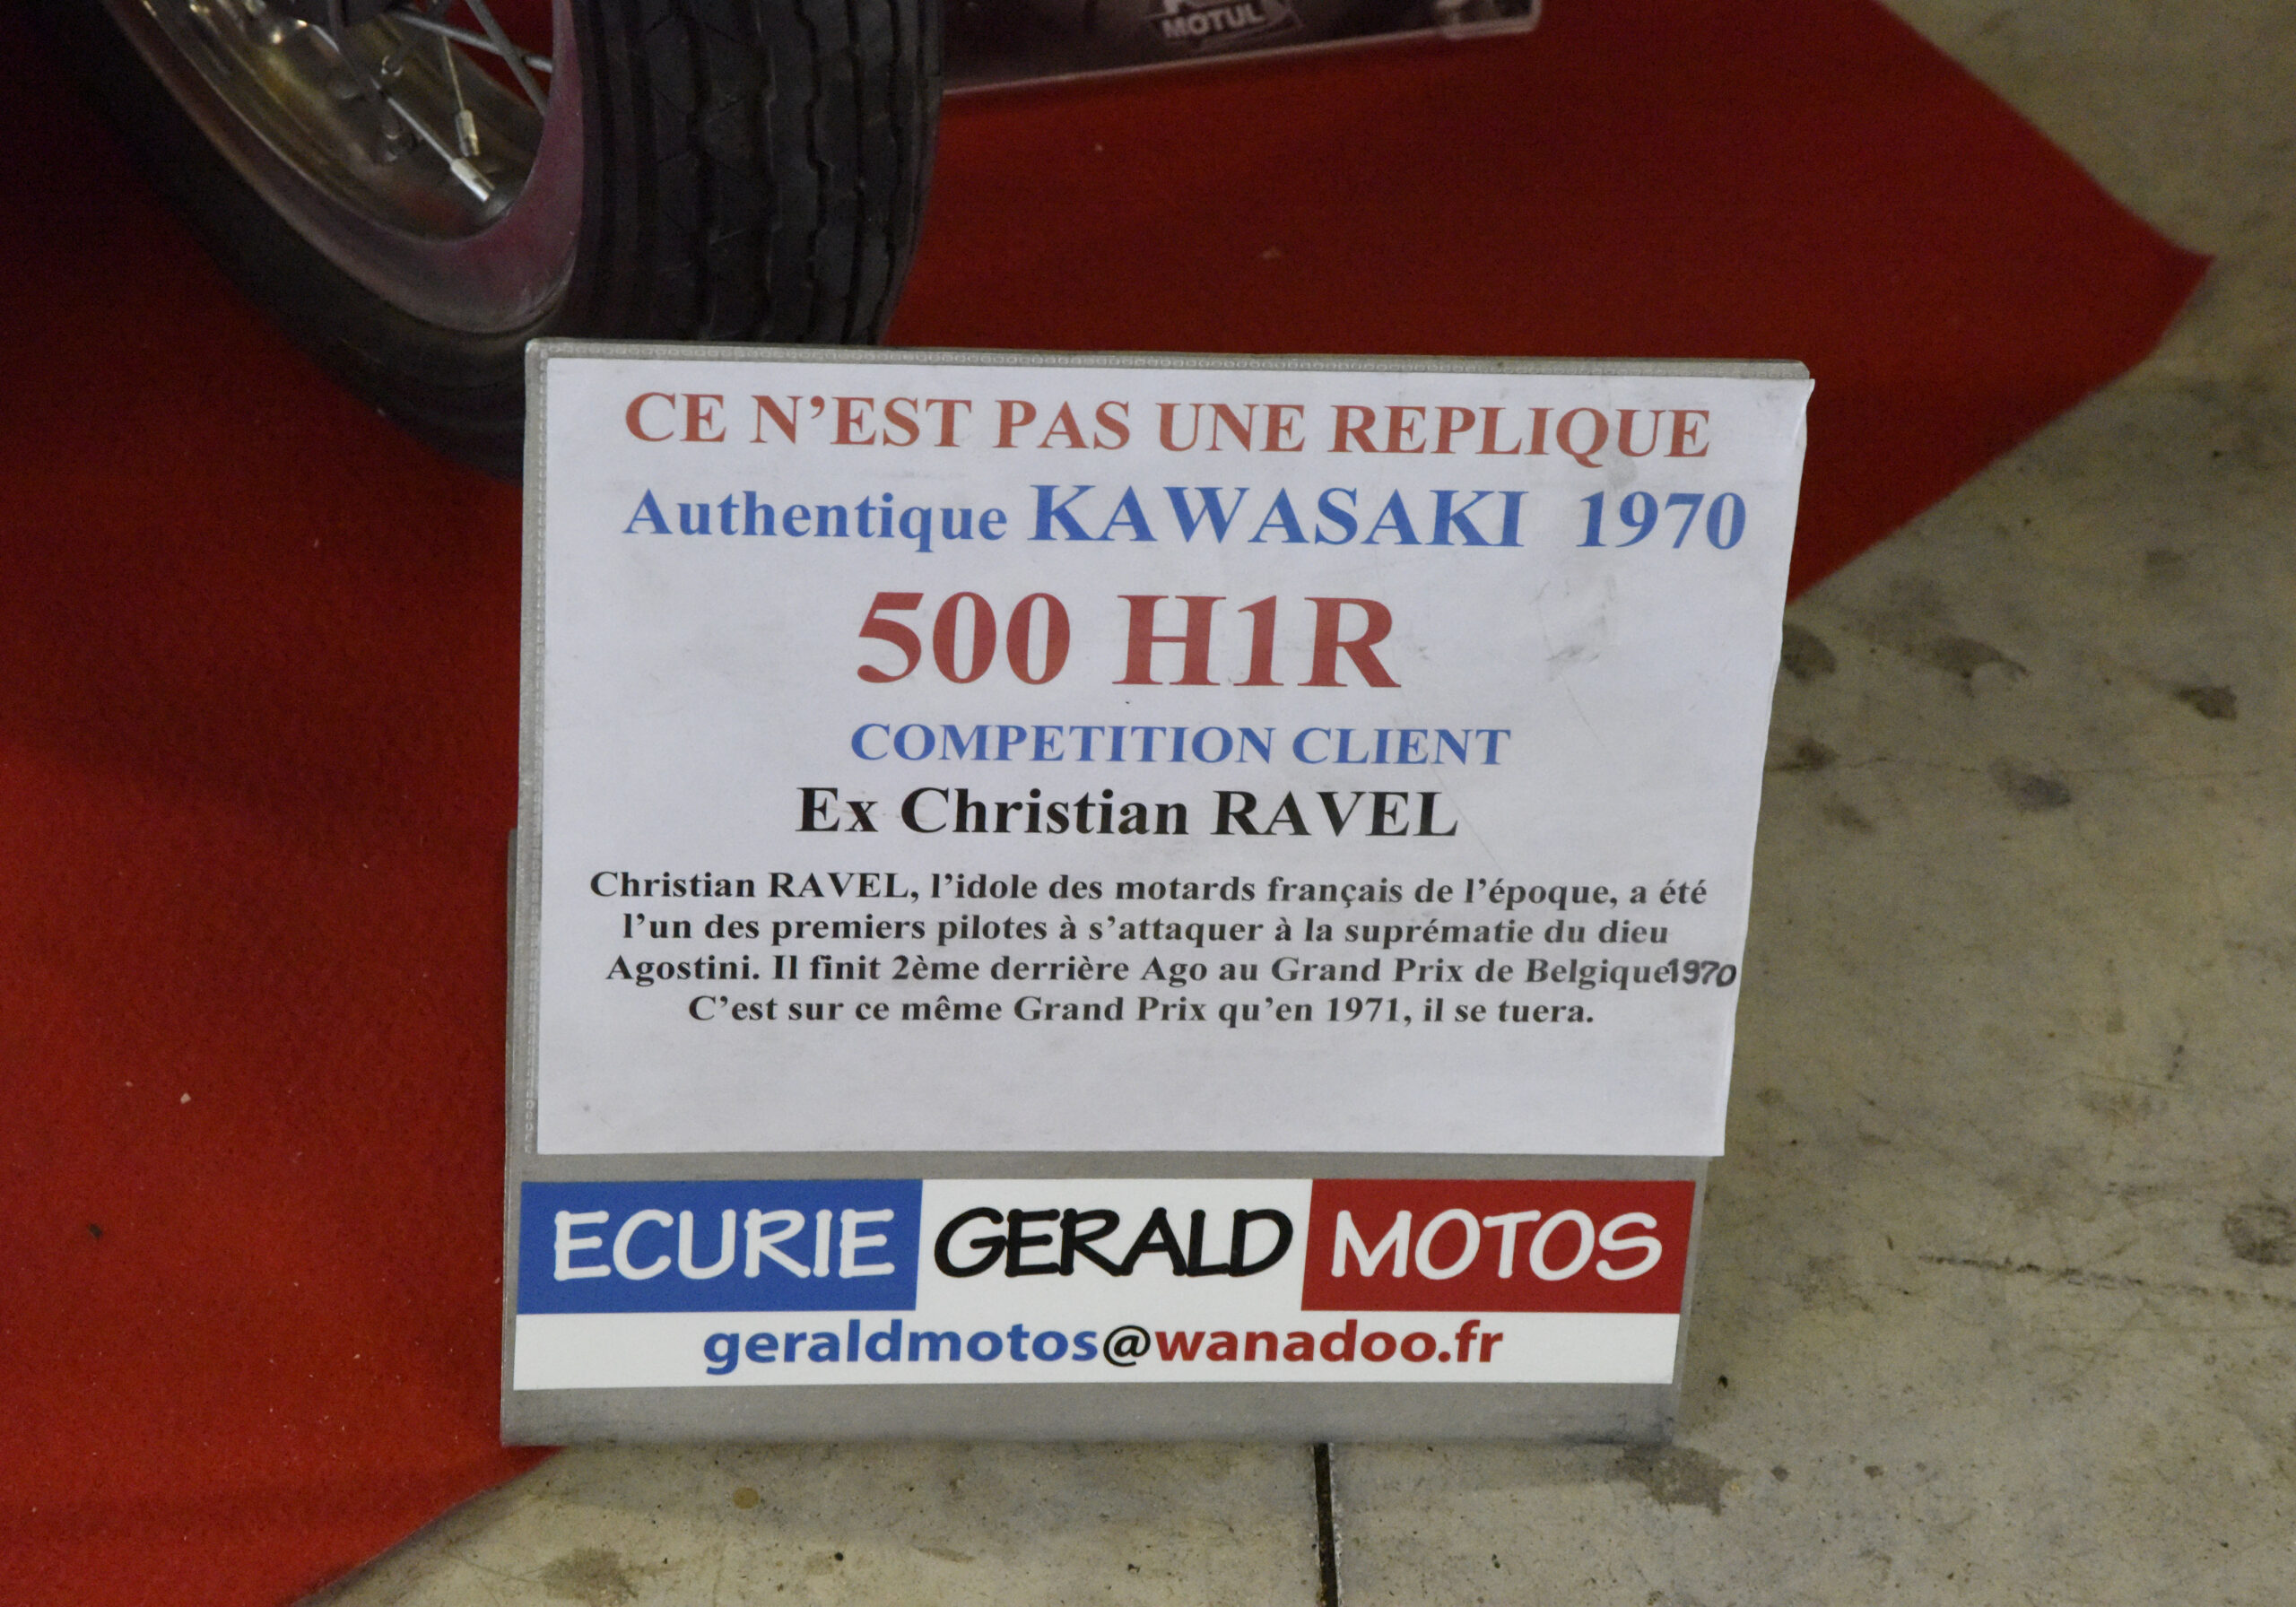 MOTUL
CE N’EST PAS UNE REPLIQUE
Authentique KAWASAKI 1970
500 H1R
COMPETITION CLIENT
Ex Christian RAVEL
Christian RAVEL, l’idole des motards français de l’époque, a été
l’un des premiers pilotes à s’attaquer à la suprématie du dieu
Agostini. Il finit 2ème derrière Ago au Grand Prix de Belgique1970
C’est sur ce même Grand Prix qu’en 1971, il se tuera.
ECURIE GERALD MOTOS
geraldmotos@wanadoo.fr